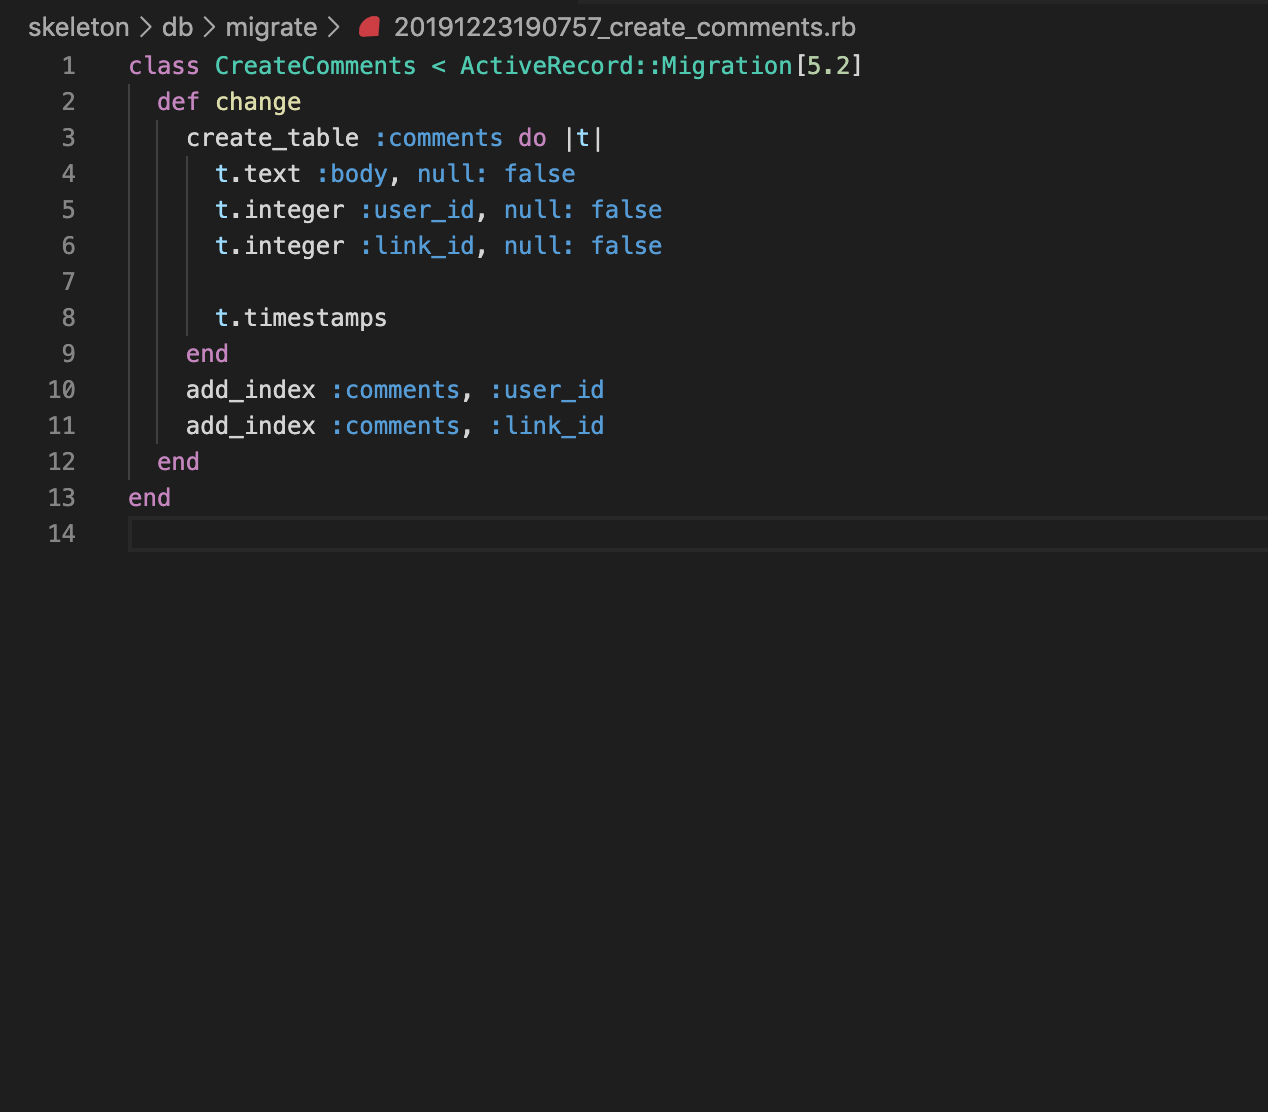 skeleton > db > migrate > 20191223190757_create_comments.rb
1 class CreateComments < ActiveRecord::Migration[5.2]
2   def change
3     create_table :comments do |t|
4       t.text :body, null: false
5       t.integer :user_id, null: false
6       t.integer :link_id, null: false
7
8       t.timestamps
9     end
10     add_index :comments, :user_id
11     add_index :comments, :link_id
12   end
13 end
14